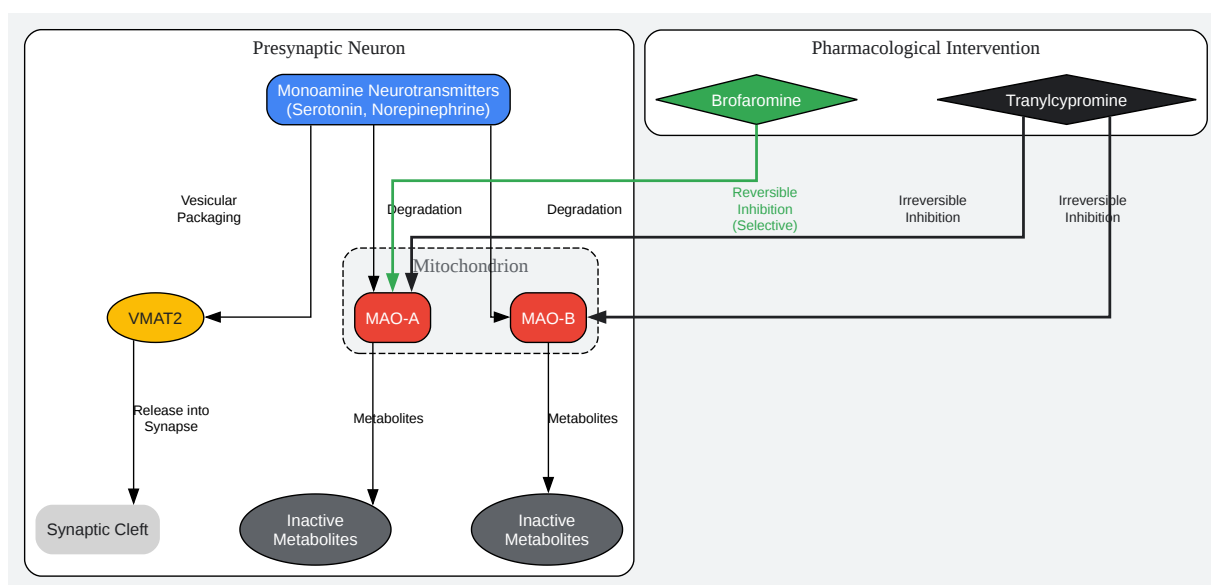 Presynaptic Neuron
Pharmacological Intervention
Monoamine Neurotransmitters
(Serotonin, Norepinephrine)
Brofaromine
Tranylcypromine
Vesicular
Packaging
Degradation
Degradation
Reversible
Inhibition
(Selective)
Irreversible
Inhibition
Irreversible
Inhibition
Mitochondrion
VMAT2
MAO-A
MAO-B
Release into
Synapse
Metabolites
Metabolites
Synaptic Cleft
Inactive
Metabolites
Inactive
Metabolites